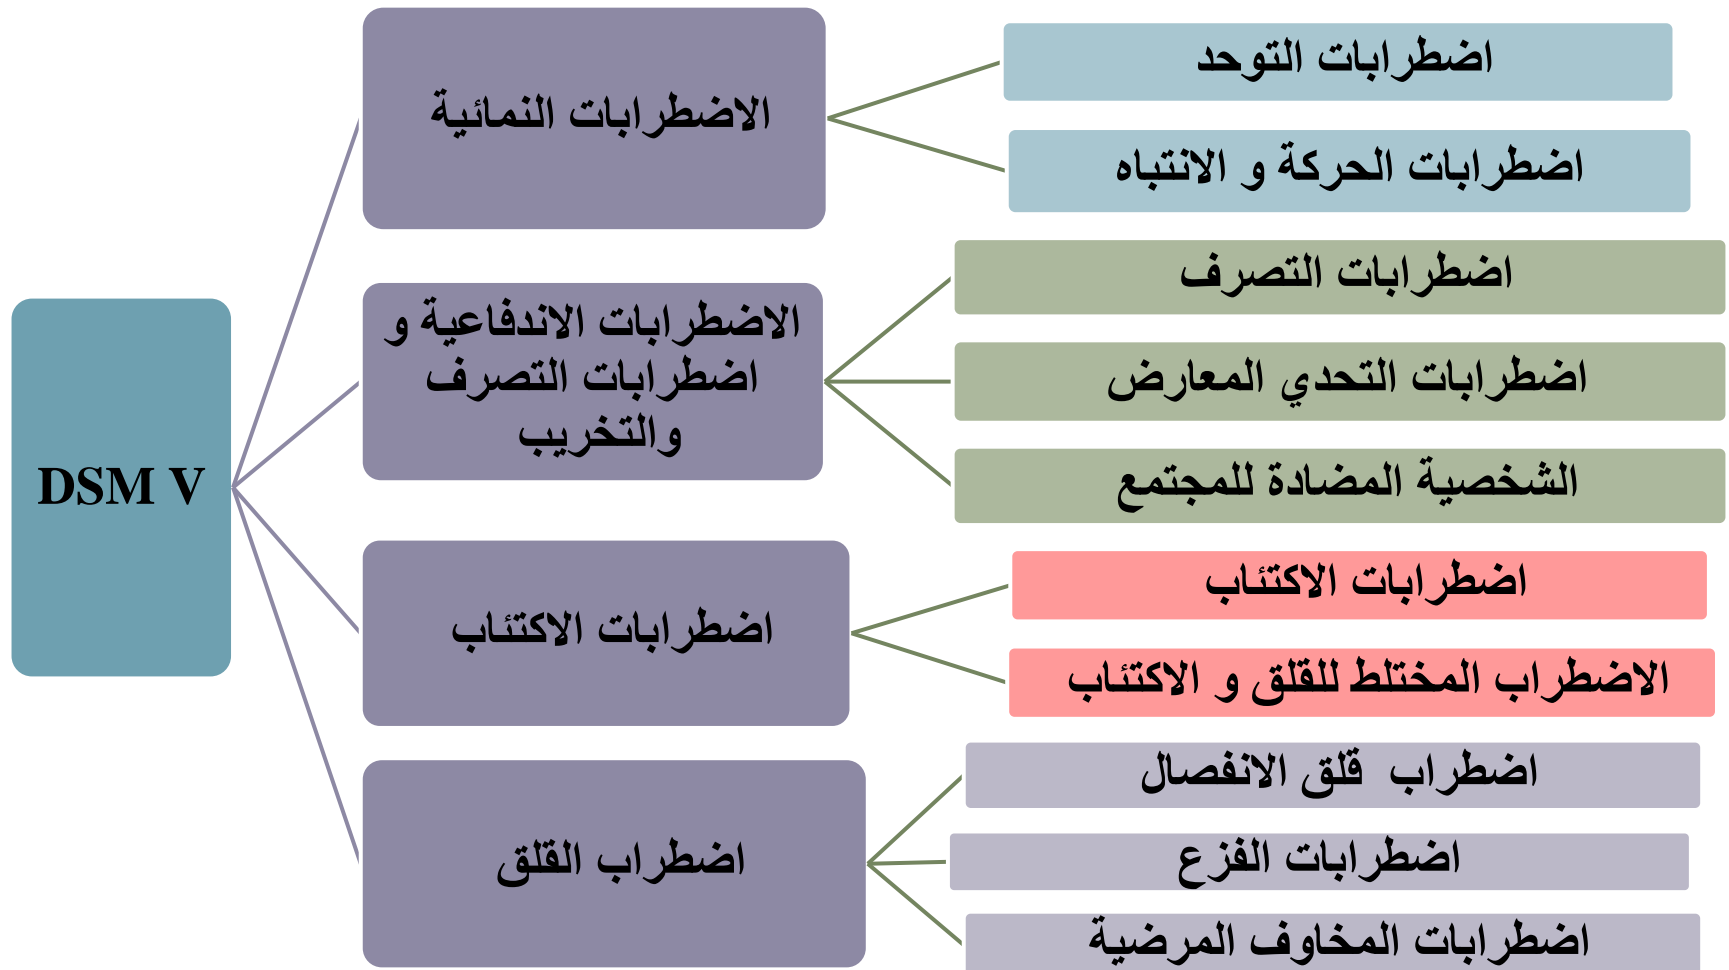 DSM V
الاضطرابات النمائية
اضطرابات التوحد
اضطرابات الحركة و الانتباه
الاضطرابات الاندفاعية و
اضطرابات التصرف
والتخريب
اضطرابات التصرف
اضطرابات التحدي المعارض
الشخصية المضادة للمجتمع
اضطرابات الاكتئاب
اضطرابات الاكتئاب
الاضطراب المختلط للقلق و الاكتئاب
اضطراب القلق
اضطراب قلق الانفصال
اضطرابات الفزع
اضطرابات المخاوف المرضية